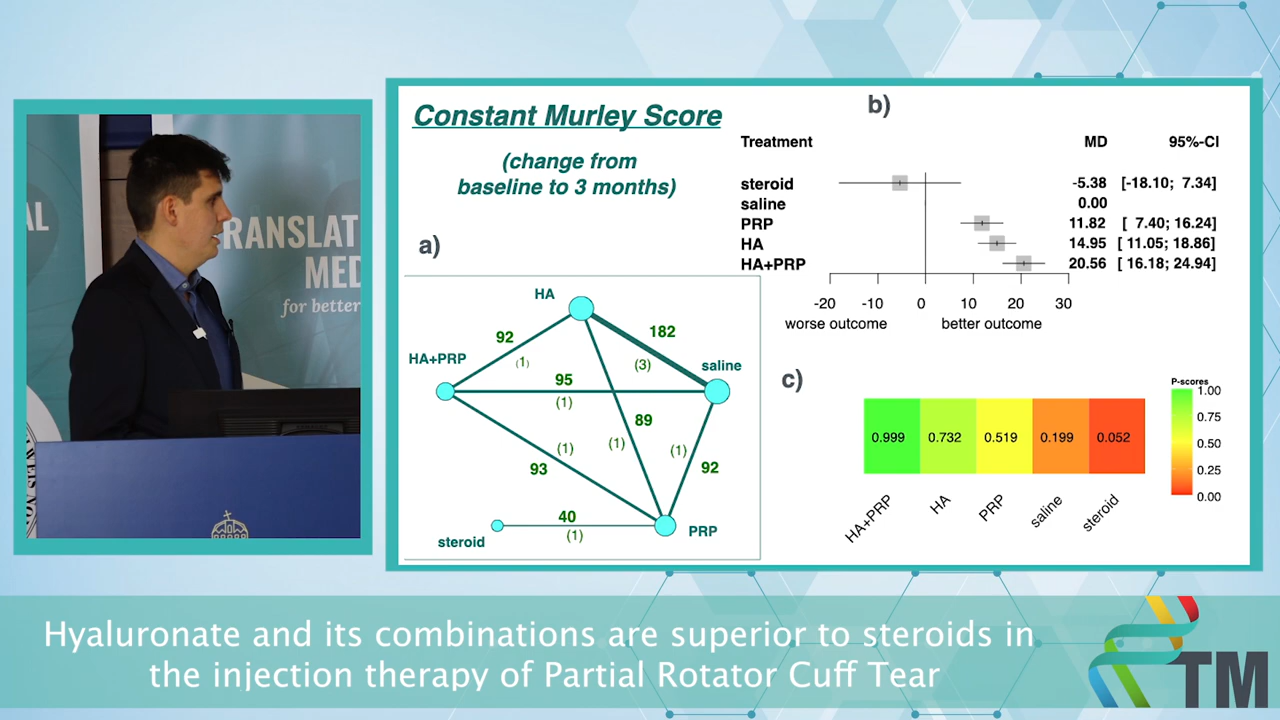 AL
TRANSLAT
MED
for better
Constant Murley Score
(change from
baseline to 3 months)
a)
HA
HA+PRP
saline
steroid
PRP
92
(1)
182
(3)
95
(1)
89
(1)
(1)
92
(1)
93
40
(1)
b)
Treatment MD 95%-CI
steroid -5.38 [-18.10; 7.34]
saline 0.00
PRP 11.82 [ 7.40; 16.24]
HA 14.95 [ 11.05; 18.86]
HA+PRP 20.56 [ 16.18; 24.94]
-20 -10 0 10 20 30
worse outcome better outcome
c)
0.999 0.732 0.519 0.199 0.052
HA+PRP HA PRP saline steroid
P-scores
1.00
0.75
0.50
0.25
0.00
Hyaluronate and its combinations are superior to steroids in
the injection therapy of Partial Rotator Cuff Tear
TM